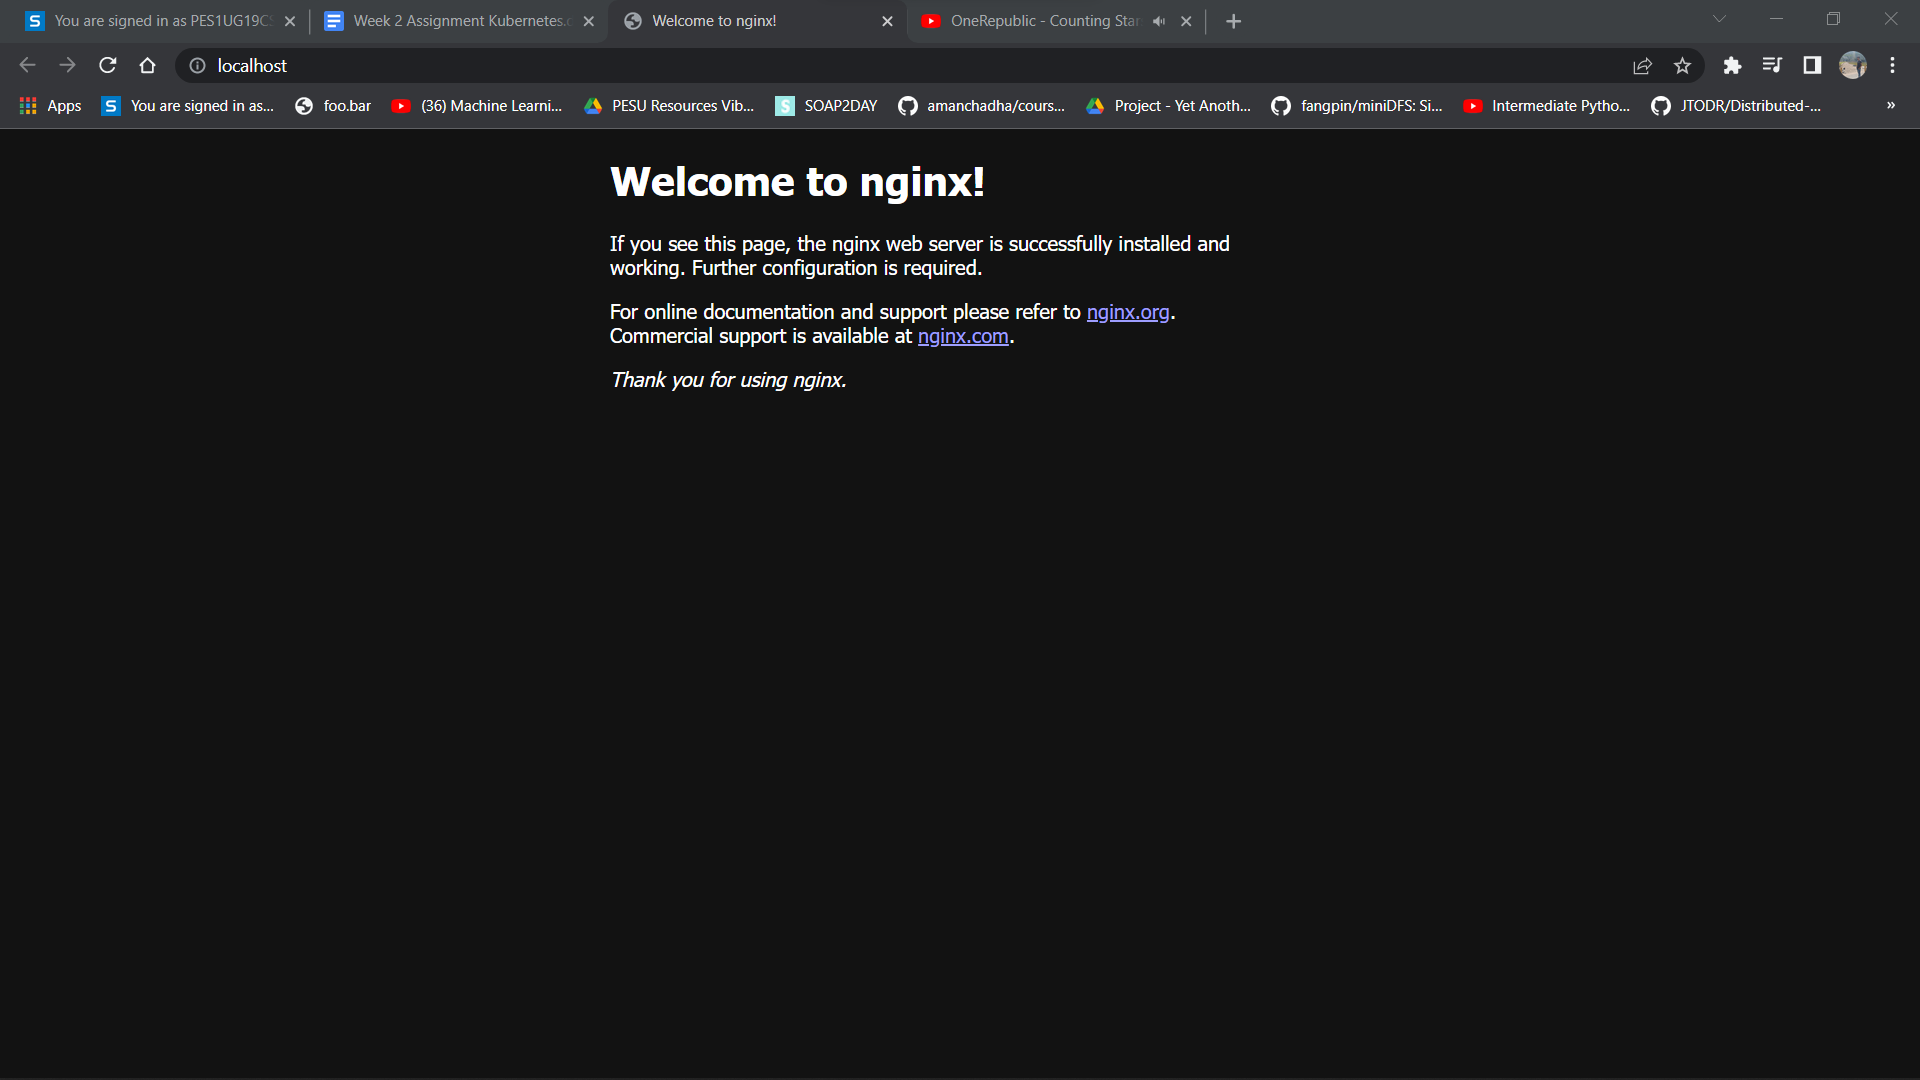 You are signed in as PES1UG19CS
Week 2 Assignment Kubernetes.d
Welcome to nginx!
OneRepublic - Counting Star
localhost
Apps
You are signed in as...
foo.bar
(36) Machine Learni...
PESU Resources Vib...
SOAP2DAY
amanchadha/cours...
Project - Yet Anoth...
fangpin/miniDFS: Si...
Intermediate Pytho...
JTODR/Distributed-...
»
Welcome to nginx!
If you see this page, the nginx web server is successfully installed and
working. Further configuration is required.
For online documentation and support please refer to nginx.org.
Commercial support is available at nginx.com.
Thank you for using nginx.